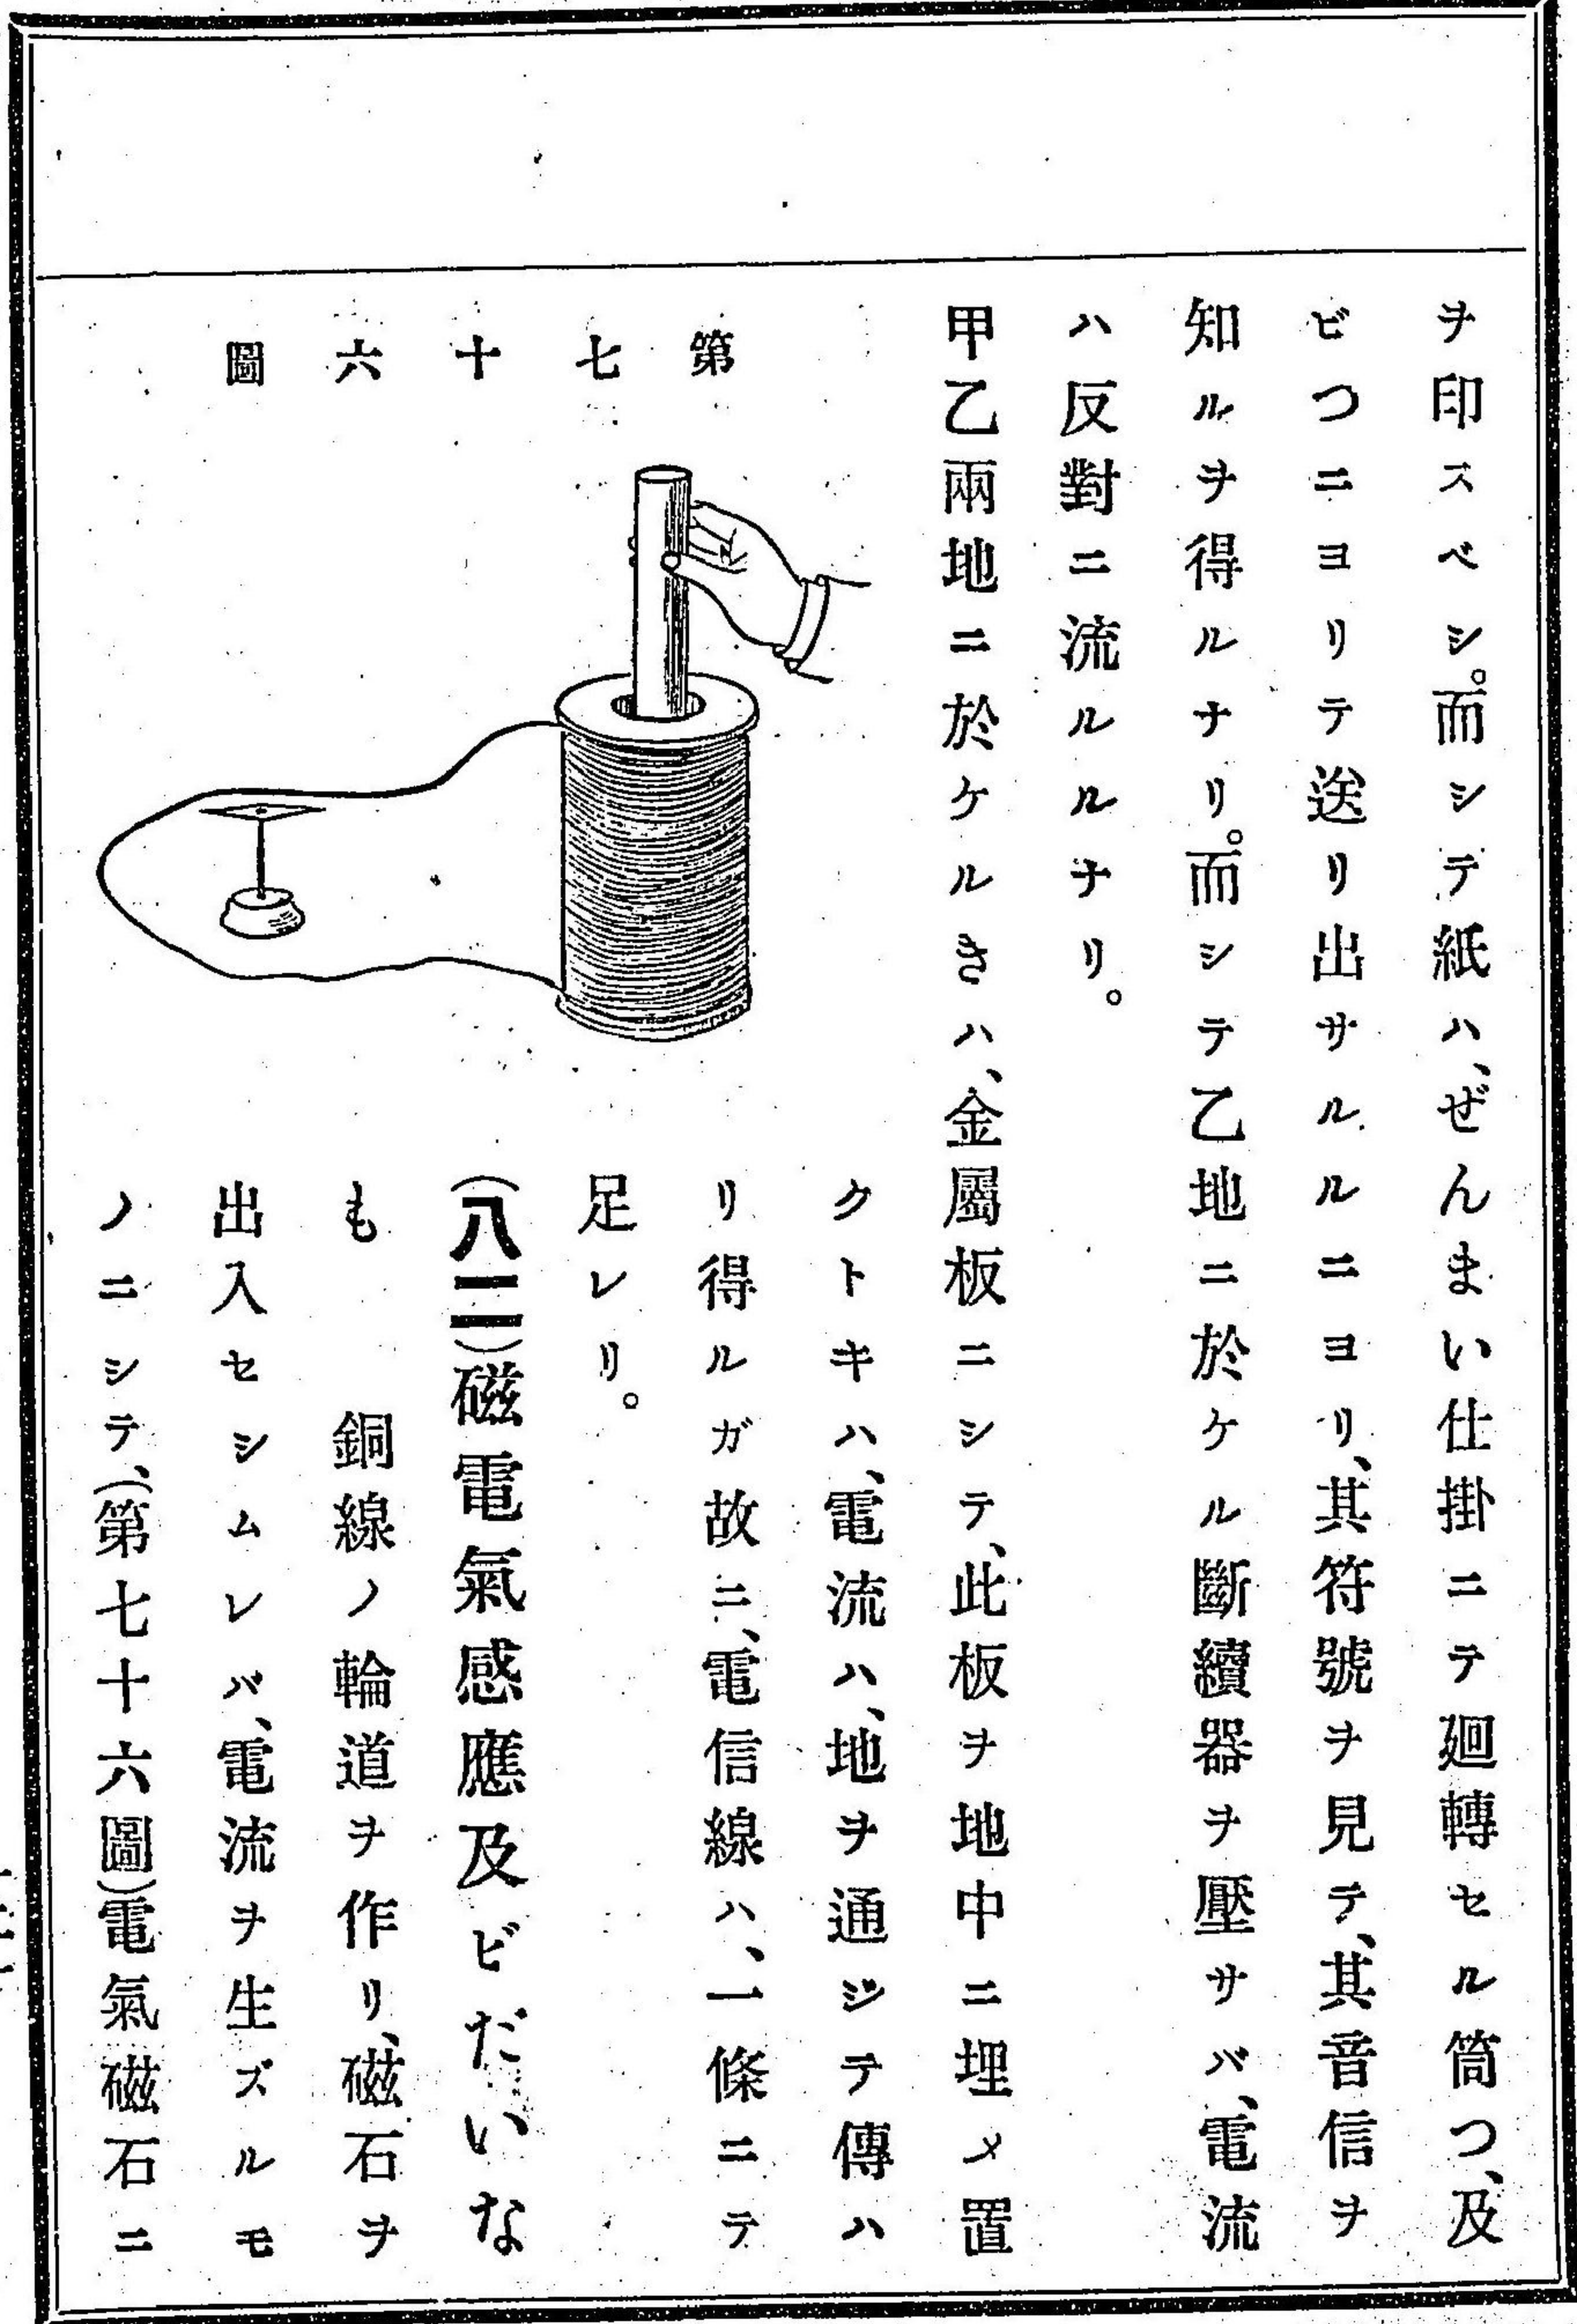 ヲ印スベシ。而シテ紙ハ、ぜんまい仕掛ニテ廻轉セル筒つ、及
ビつニヨリテ送リ出サルルニヨリ、其符號ヲ見テ、其音信ヲ
知ルヲ得ルナリ。而シテ乙地ニ於ケル斷續器ヲ壓サバ、電流
ハ反對ニ流ルルナリ。
甲乙兩地ニ於ケルきハ、金屬板ニシテ、此板ヲ地中ニ埋メ置
クトキハ、電流ハ、地ヲ通ジテ傳ハ
リ得ルガ故ニ、電信線ハ、一條ニテ
足レリ。
第七十六圖
(八二)磁電氣感應及ビだいな
も　銅線ノ輪道ヲ作リ、磁石ヲ
出入セシムレバ、電流ヲ生ズルモ
ノニシテ、(第七十六圖)電氣磁石ニ